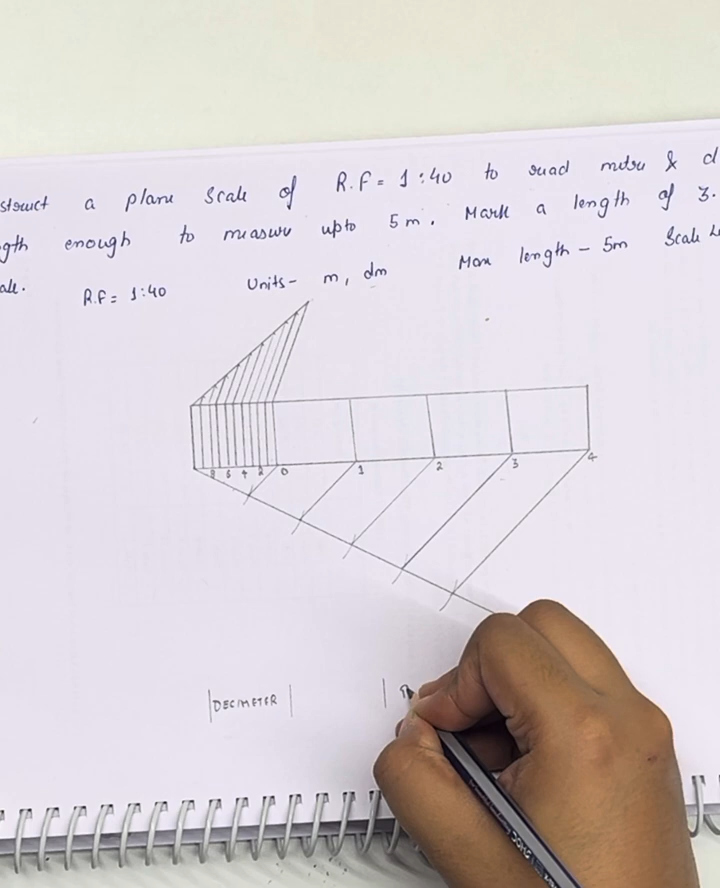 struct a plane Scale of R.F = 1:40 to read metre & d
gth enough to measure upto 5m. Mark a length of 3.
ale. R.F = 1:40 Units- m, dm Max length - 5m Scale Le
8 6 4 2 0 1 2 3 4
DECIMETER